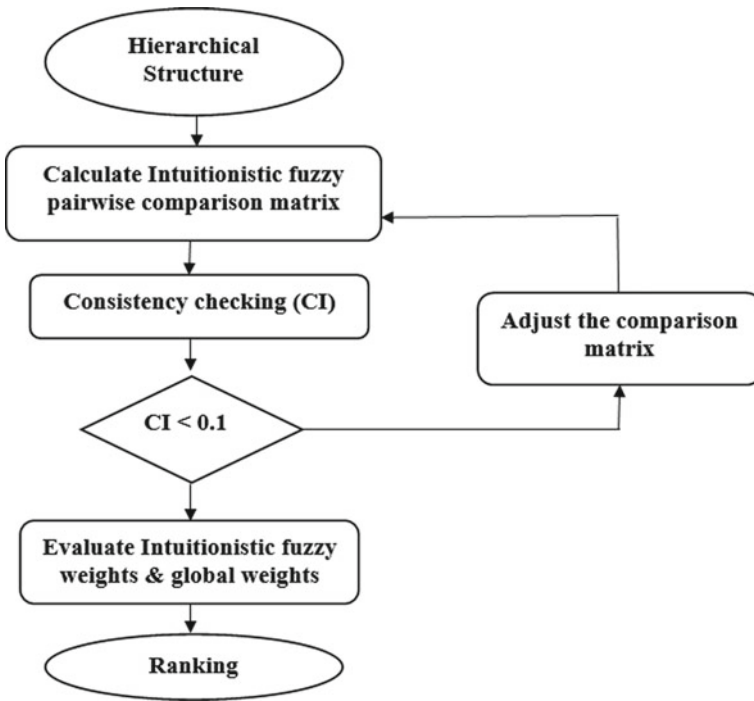 Hierarchical
Structure
Calculate Intuitionistic fuzzy
pairwise comparison matrix
Consistency checking (CI)
Adjust the comparison
matrix
CI < 0.1
Evaluate Intuitionistic fuzzy
weights & global weights
Ranking